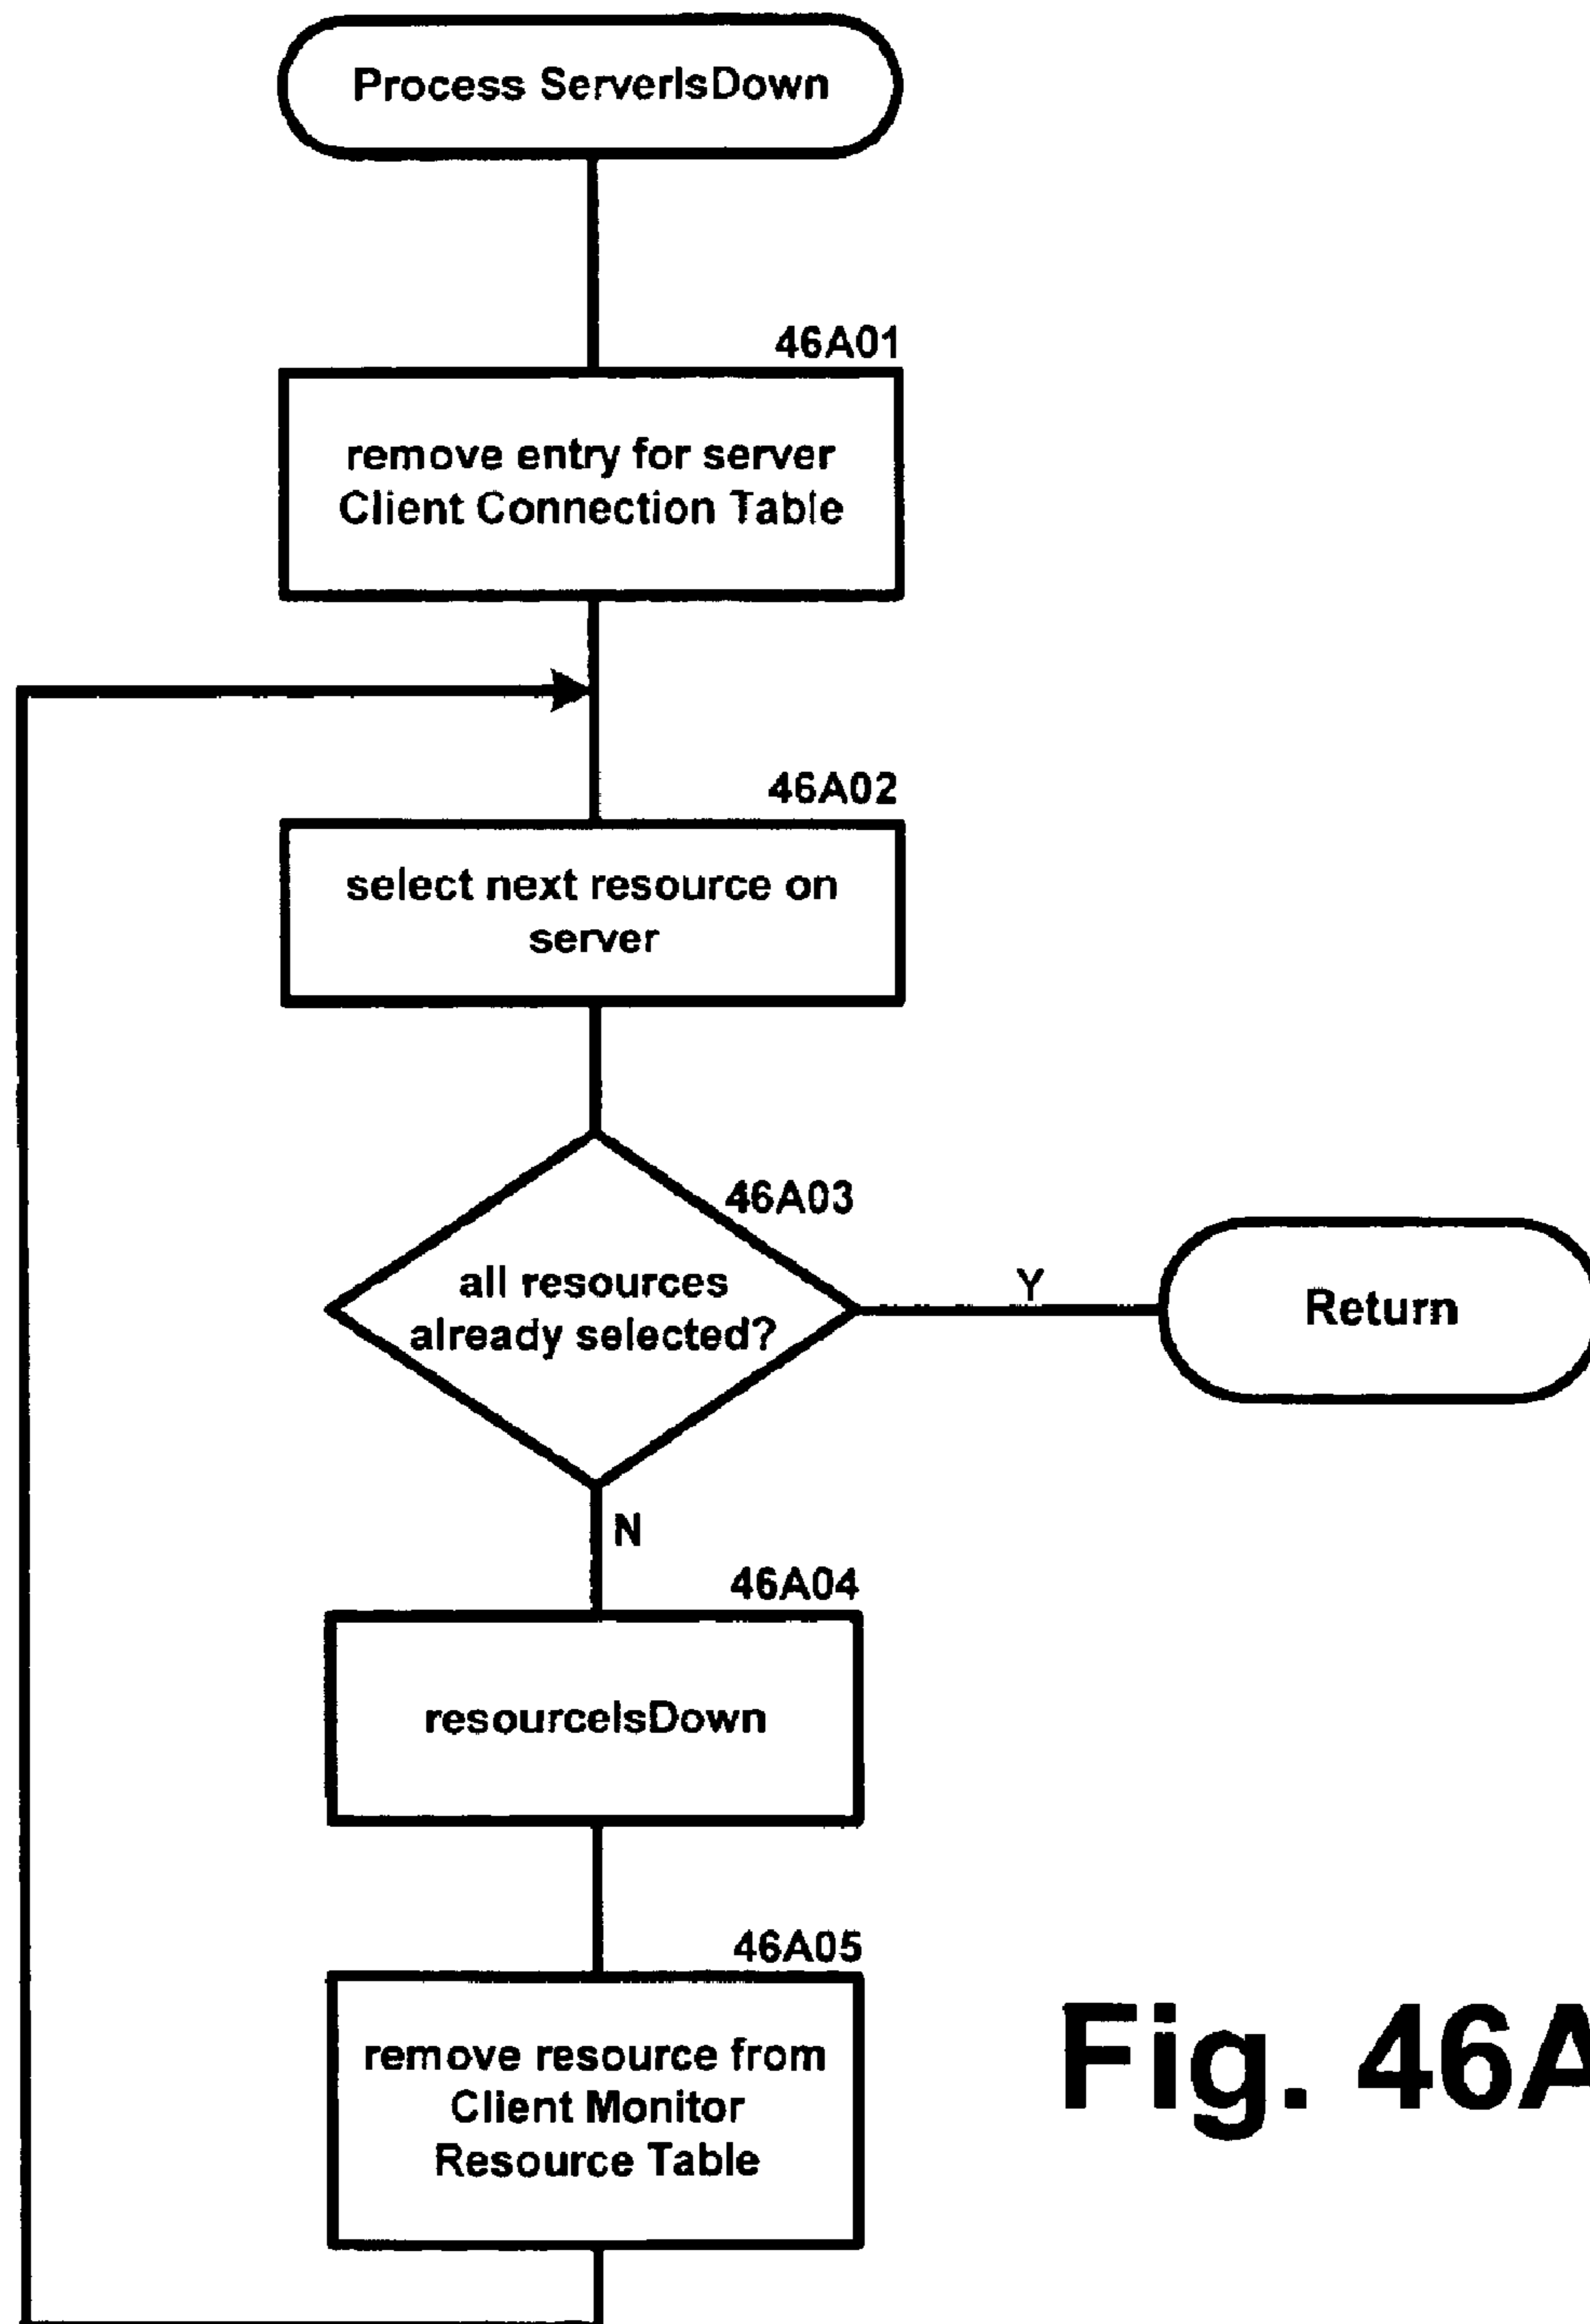 Process ServerIsDown
46A01
remove entry for server
Client Connection Table
46A02
select next resource on
server
46A03
all resources
already selected?
Y
Return
N
46A04
resourceIsDown
46A05
remove resource from
Client Monitor
Resource Table
Fig. 46A